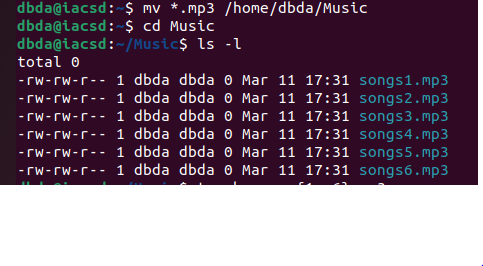 dbda@iacsd:~$ mv *.mp3 /home/dbda/Music
dbda@iacsd:~$ cd Music
dbda@iacsd:~/Music$ ls -l
total 0
-rw-rw-r-- 1 dbda dbda 0 Mar 11 17:31 songs1.mp3
-rw-rw-r-- 1 dbda dbda 0 Mar 11 17:31 songs2.mp3
-rw-rw-r-- 1 dbda dbda 0 Mar 11 17:31 songs3.mp3
-rw-rw-r-- 1 dbda dbda 0 Mar 11 17:31 songs4.mp3
-rw-rw-r-- 1 dbda dbda 0 Mar 11 17:31 songs5.mp3
-rw-rw-r-- 1 dbda dbda 0 Mar 11 17:31 songs6.mp3